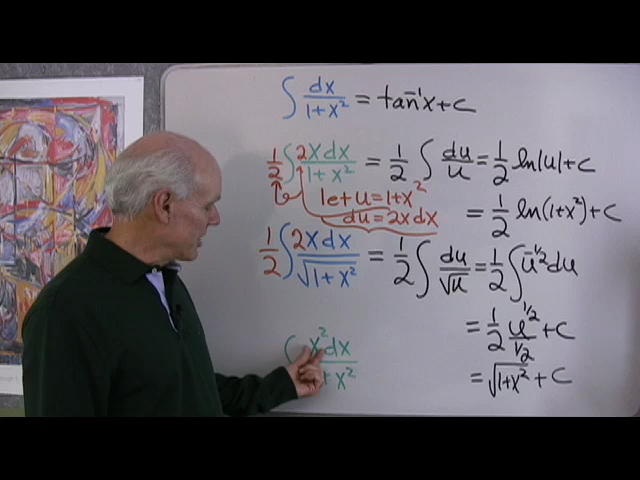 ∫ dx/(1+x²) = tan⁻¹x + C
1/2 ∫ 2x dx/(1+x²) = 1/2 ∫ du/u = 1/2 ln|u| + C
let u = 1+x²
du = 2x dx
= 1/2 ln(1+x²) + C
1/2 ∫ 2x dx/√(1+x²) = 1/2 ∫ du/√u = 1/2 ∫ u^(-1/2) du
= 1/2 u^(1/2)/(1/2) + C
= √(1+x²) + C
∫ x² dx/(+ x²)